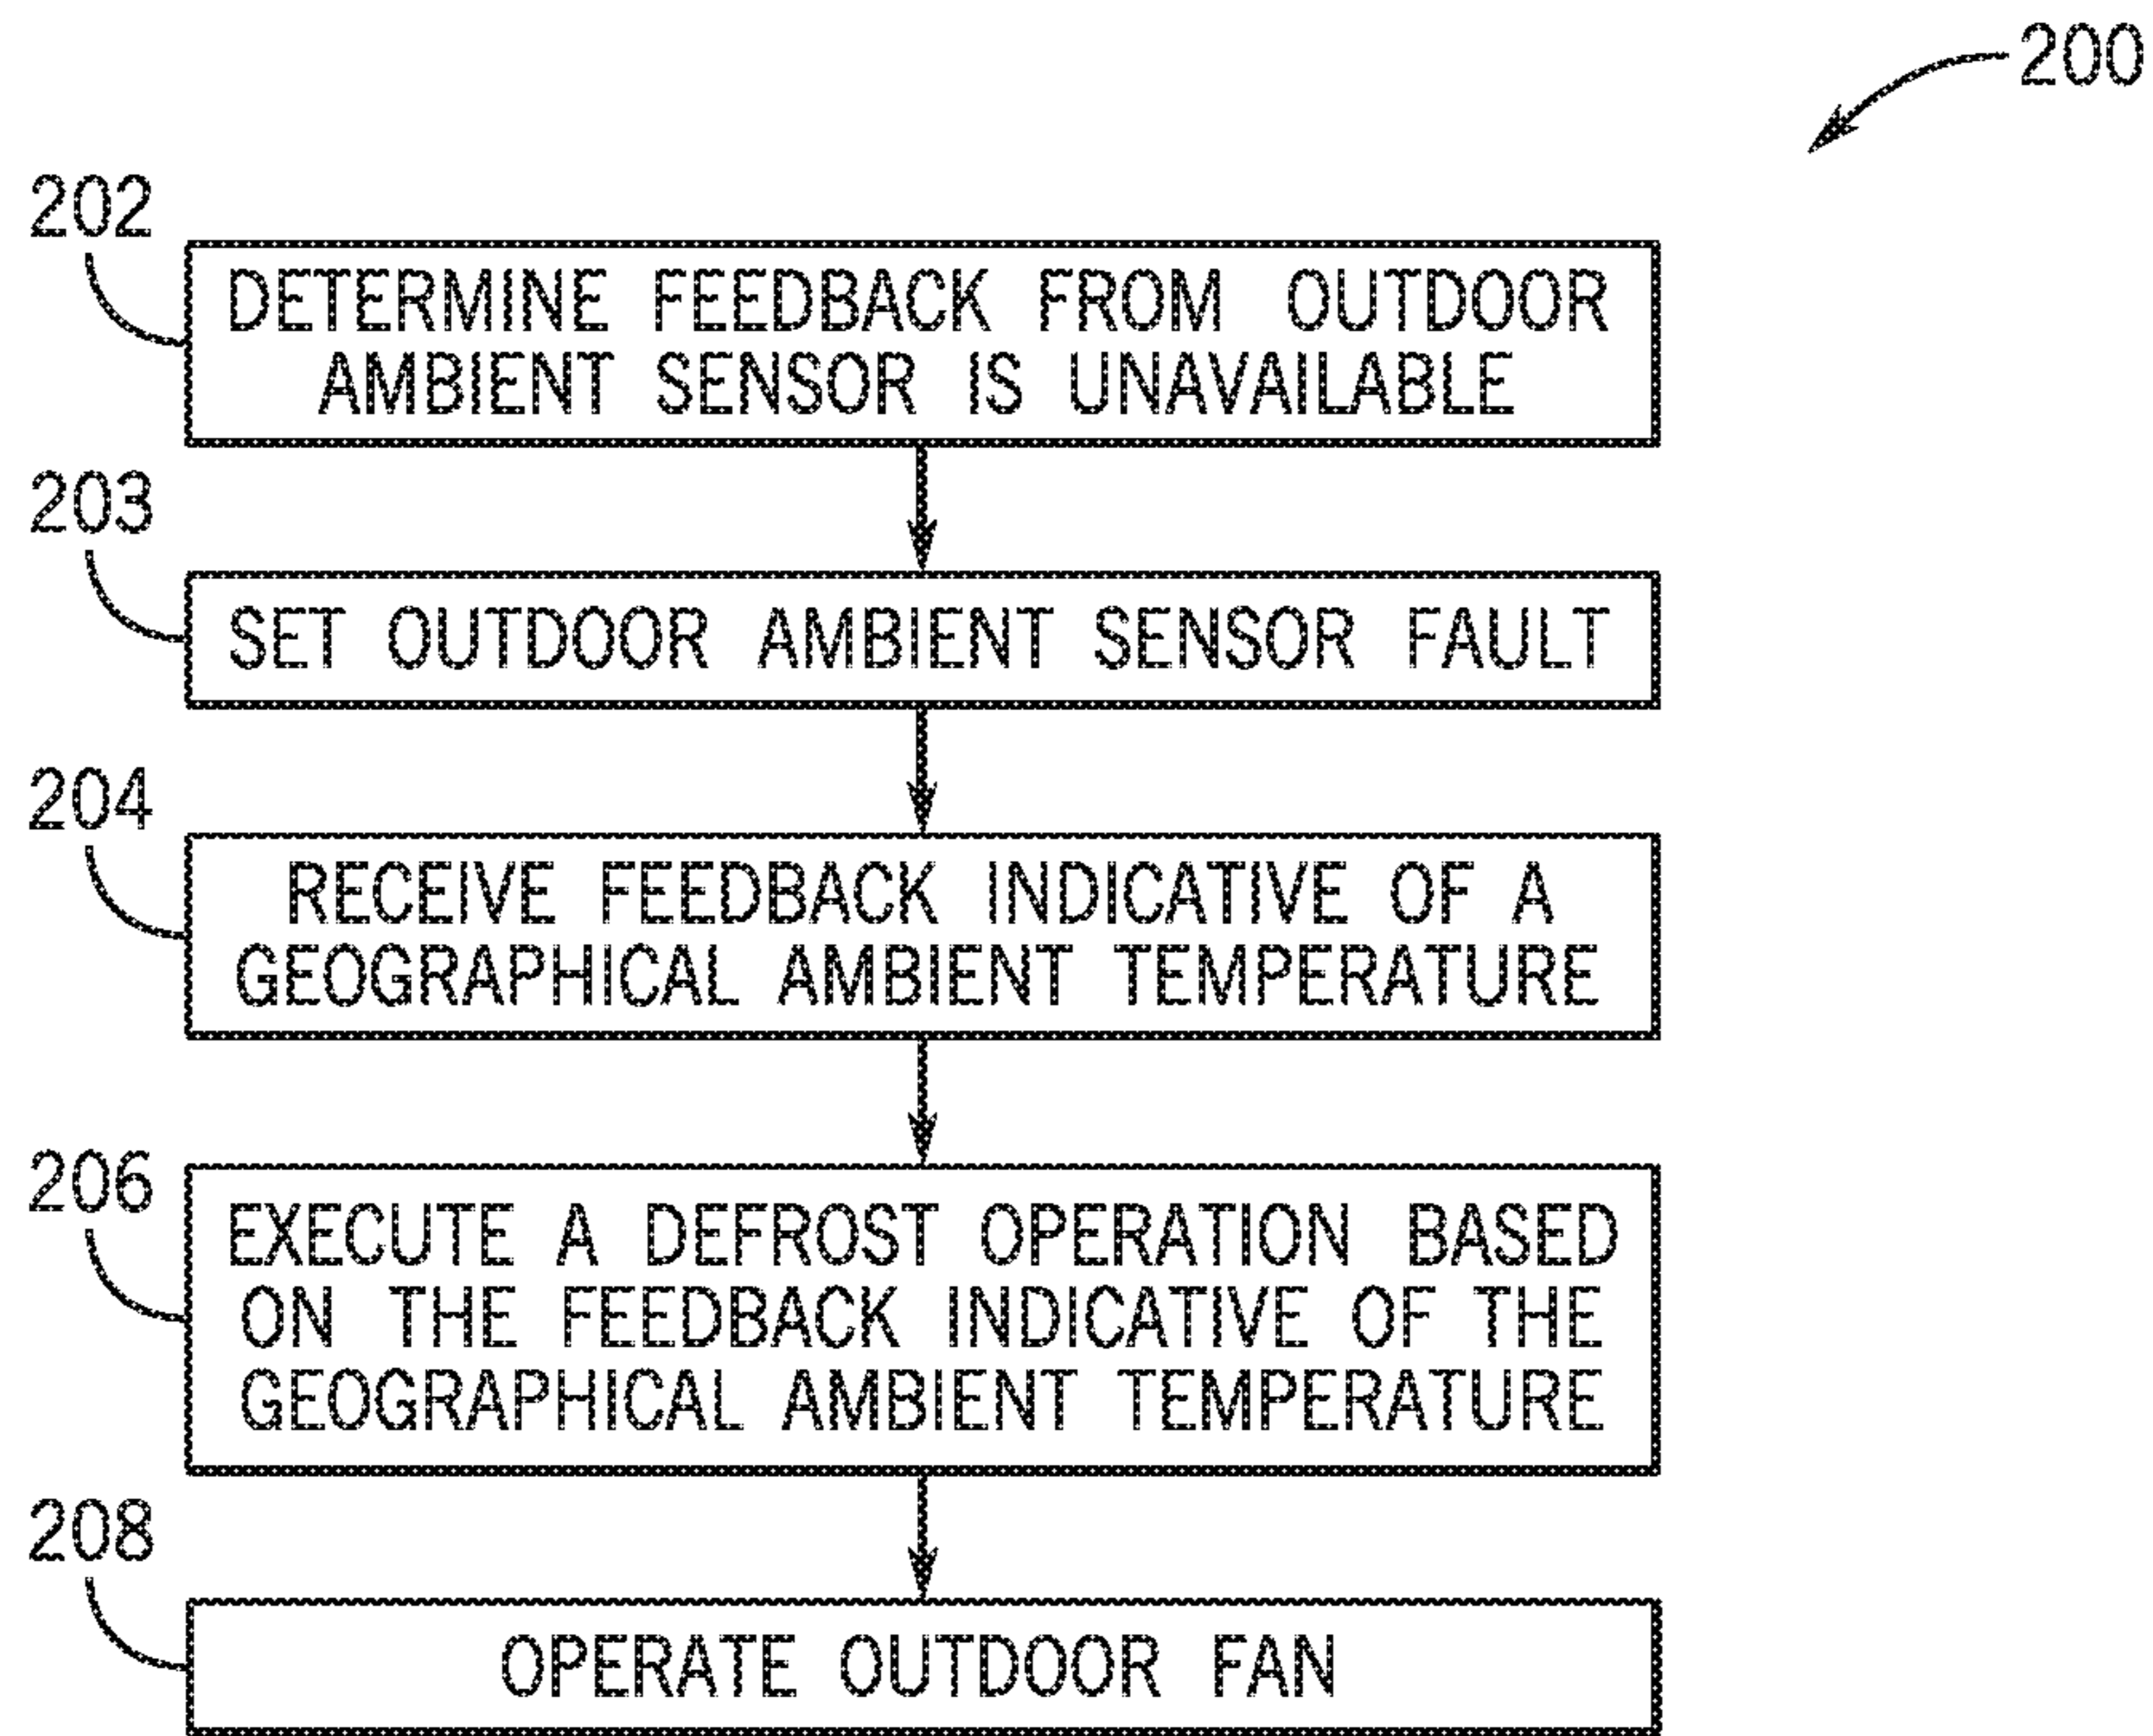 200
202
DETERMINE FEEDBACK FROM OUTDOOR
AMBIENT SENSOR IS UNAVAILABLE
203
SET OUTDOOR AMBIENT SENSOR FAULT
204
RECEIVE FEEDBACK INDICATIVE OF A
GEOGRAPHICAL AMBIENT TEMPERATURE
206
EXECUTE A DEFROST OPERATION BASED
ON THE FEEDBACK INDICATIVE OF THE
GEOGRAPHICAL AMBIENT TEMPERATURE
208
OPERATE OUTDOOR FAN